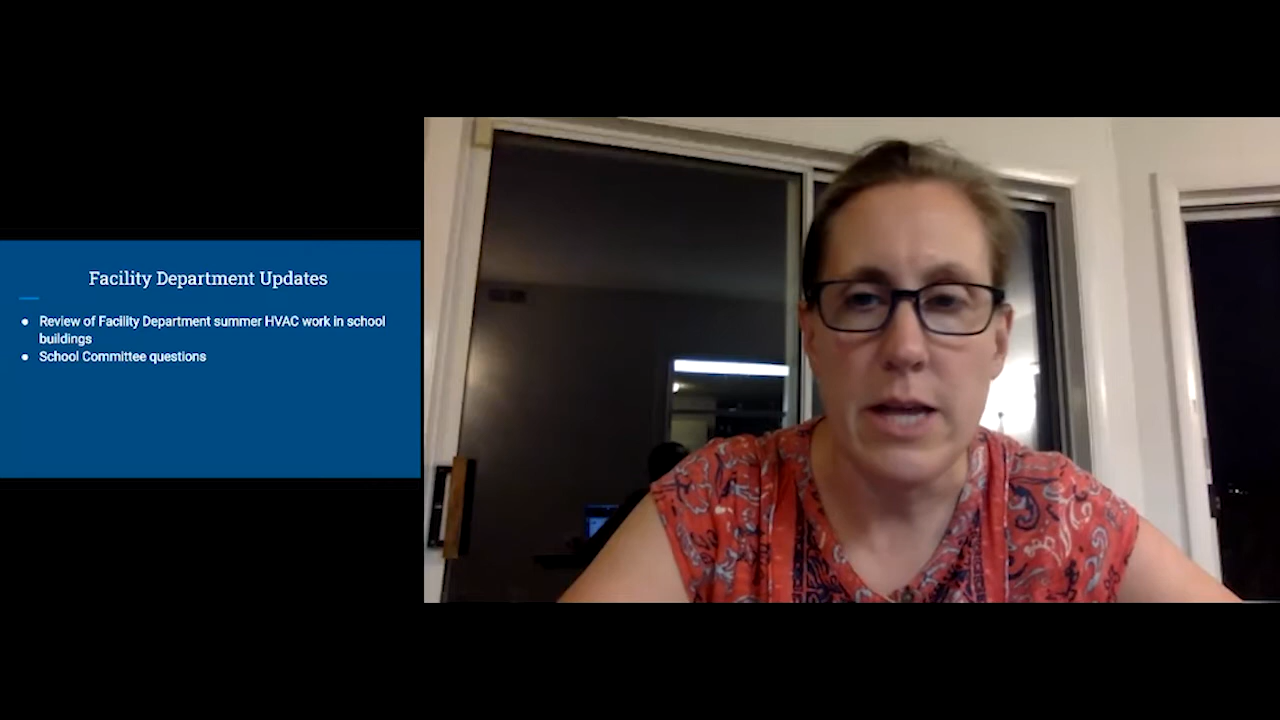 Facility Department Updates
● Review of Facility Department summer HVAC work in school
buildings
● School Committee questions